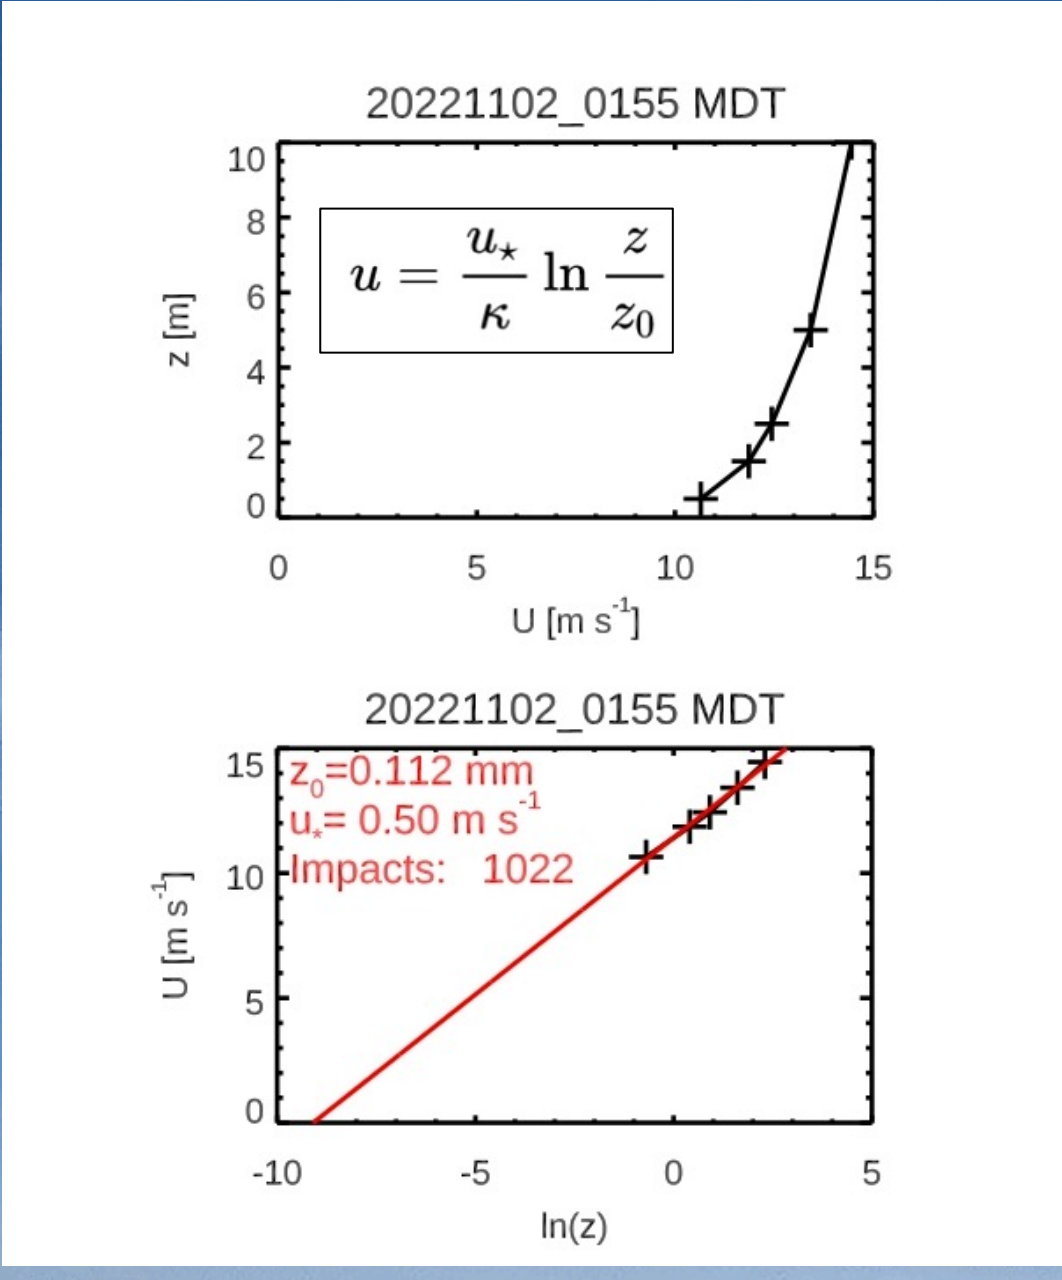 20221102_0155 MDT
10
8
6
4
2
0
z [m]
u = u⋆/κ ln z/z₀
0 5 10 15
U [m s⁻¹]
20221102_0155 MDT
15
10
5
0
U [m s⁻¹]
z₀=0.112 mm
u*= 0.50 m s⁻¹
Impacts: 1022
-10 -5 0 5
ln(z)